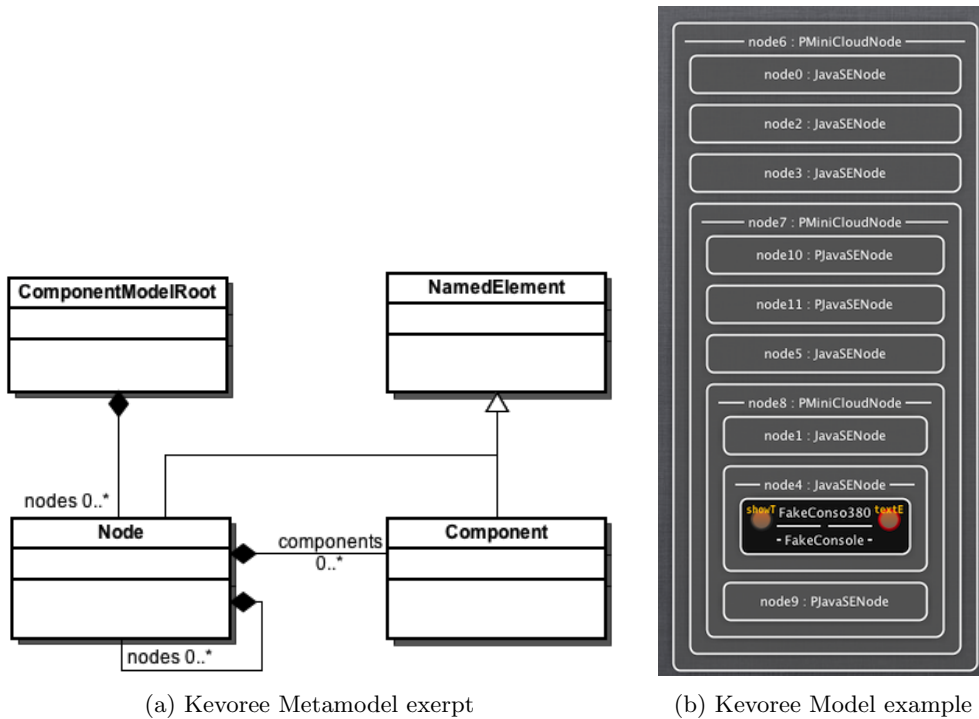 ComponentModelRoot
NamedElement
nodes 0..*
Node
components
0..*
Component
nodes 0..*
(a) Kevoree Metamodel exerpt
node6 : PMiniCloudNode
node0 : JavaSENode
node2 : JavaSENode
node3 : JavaSENode
node7 : PMiniCloudNode
node10 : PJavaSENode
node11 : PJavaSENode
node5 : JavaSENode
node8 : PMiniCloudNode
node1 : JavaSENode
node4 : JavaSENode
showT FakeConso380 textE
- FakeConsole -
node9 : PJavaSENode
(b) Kevoree Model example